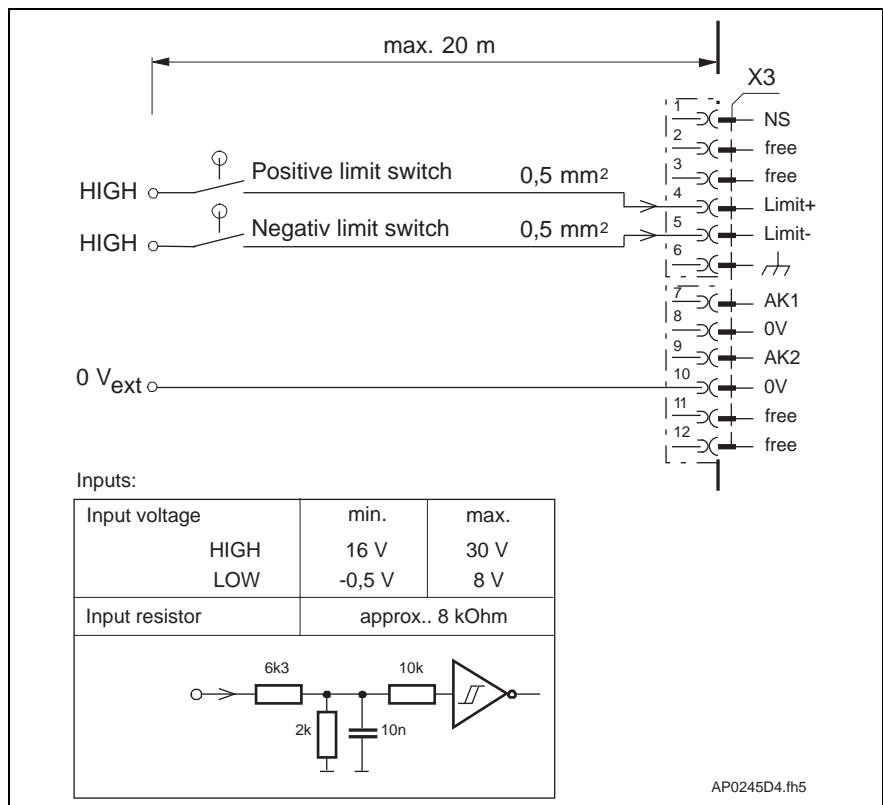 max. 20 m
X3
1 NS
2 free
3 free
HIGH Positive limit switch 0,5 mm2 4 Limit+
HIGH Negativ limit switch 0,5 mm2 5 Limit-
6
7 AK1
8 0V
9 AK2
0 Vext 10 0V
11 free
12 free
Inputs:
Input voltage min. max.
HIGH 16 V 30 V
LOW -0,5 V 8 V
Input resistor approx.. 8 kOhm
6k3 10k
2k 10n
AP0245D4.fh5